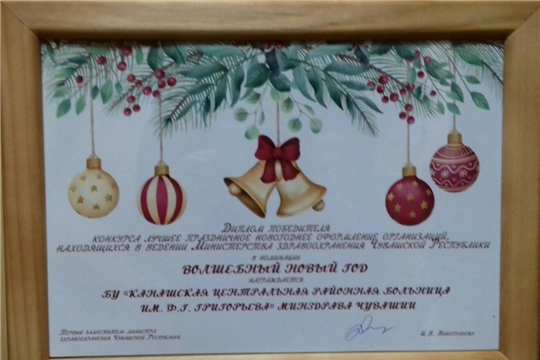 Диплом победителя
конкурса лучшее праздничное новогоднее оформление организаций,
находящихся в ведении Министерства здравоохранения Чувашской Республики
в номинации
ВОЛШЕБНЫЙ НОВЫЙ ГОД
награждается
БУ «КАНАШСКАЯ ЦЕНТРАЛЬНАЯ РАЙОННАЯ БОЛЬНИЦА
ИМ. Ф.Г. ГРИГОРЬЕВА» МИНЗДРАВА ЧУВАШИИ
Первый заместитель министра
здравоохранения Чувашской Республики
И.В. Виноградова